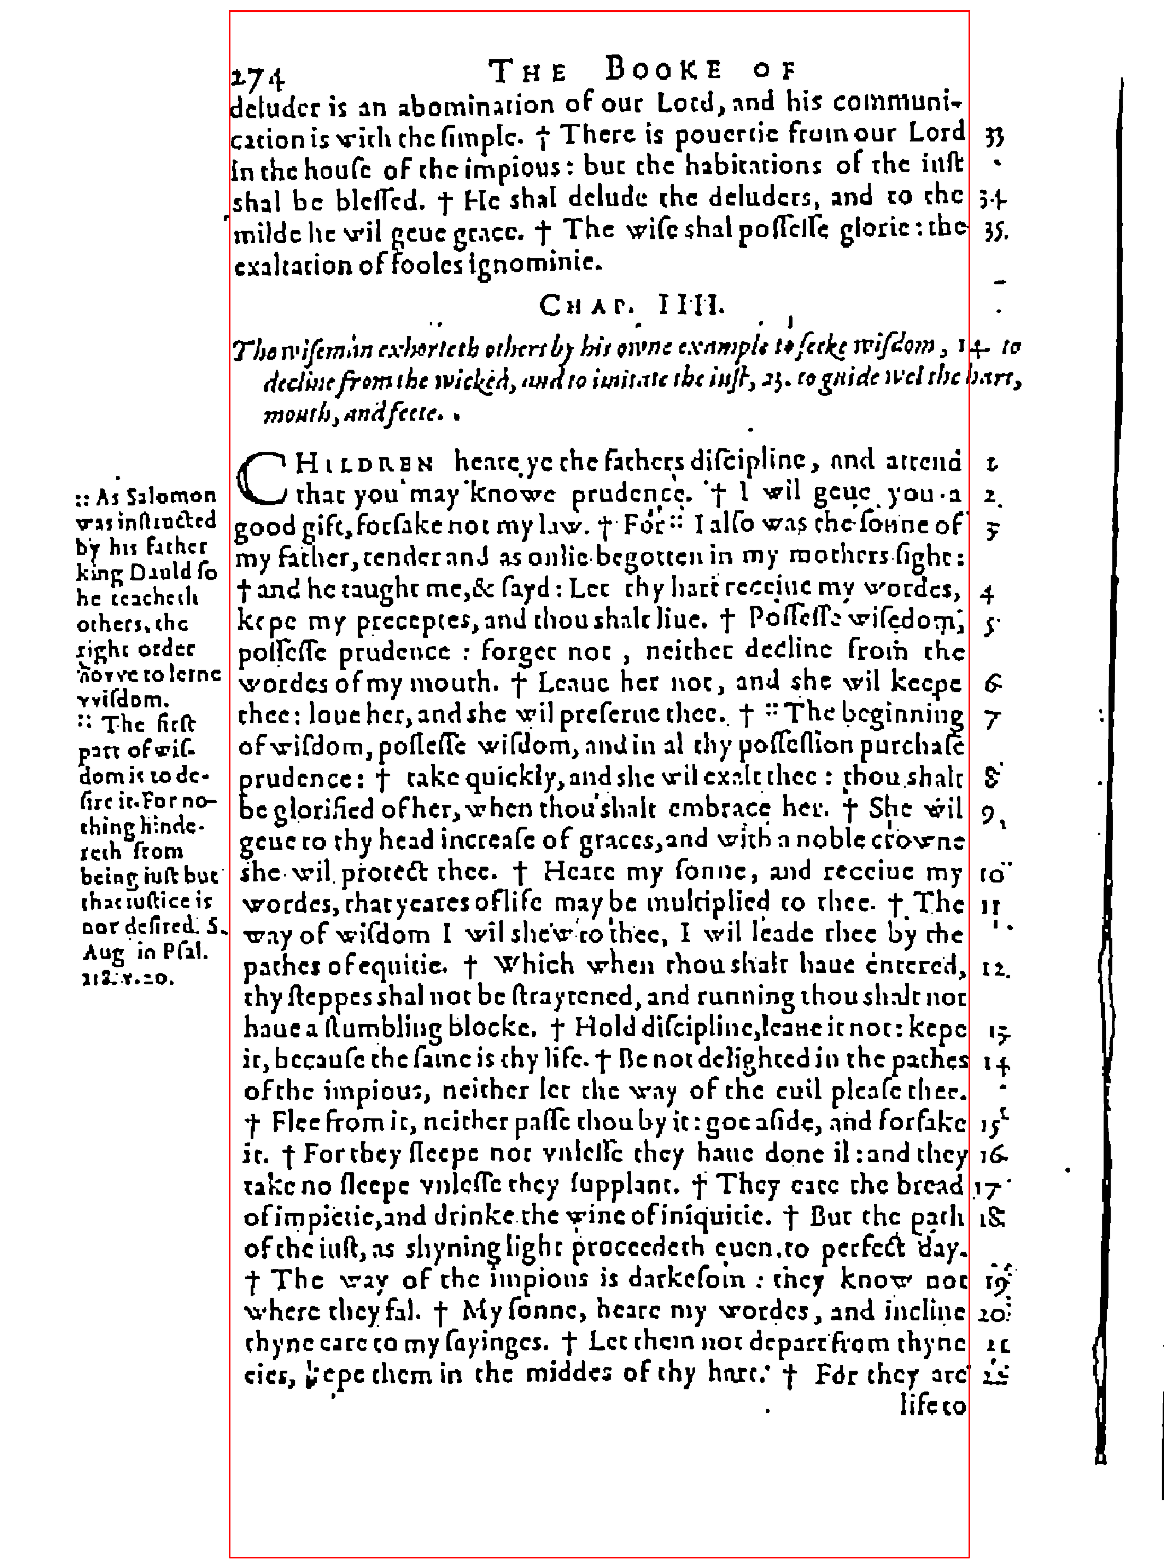 274 THE BOOKE OF
deluder is an abomination of our Lord, and his communi-
cation is with the ſimple. † There is pouertie from our Lord 33
in the houſe of the impious: but the habitations of the iuſt
shal be bleſſed. † He shal delude the deluders, and to the 34
milde he wil geue grace. † The wiſe shal poſſeſſe glorie: the 35.
exaltation of fooles ignominie.
CHAP. IIII.
The wiſeman exhorteth others by his owne example to ſeeke wiſdom, 14. to
decline from the wicked, and to imitate the iuſt, 23. to guide wel the hart,
mouth, and feete.
CHILDREN heare ye the fathers diſcipline, and attend 1
that you may knowe prudence. † I wil geue you a 2
good gift, forſake not my law. † For :: I alſo was the ſonne of 3
my father, tender and as onlie begotten in my mothers ſight:
† and he taught me, & ſayd: Let thy hart receiue my wordes, 4
kepe my preceptes, and thou shalt liue. † Poſſeſſe wiſedom, 5
poſſeſſe prudence : forget not , neither decline from the
wordes of my mouth. † Leaue her not, and she wil keepe 6
thee: loue her, and she wil preſerue thee. † :: The beginning 7
of wiſdom, poſſeſſe wiſdom, and in al thy poſſeſſion purchaſe
prudence: † take quickly, and she wil exalt thee : thou shalt 8
be glorified of her, when thou shalt embrace her. † She wil 9
geue to thy head increaſe of graces, and with a noble crowne
she wil protect thee. † Heare my ſonne, and receiue my 10
wordes, that yeares of life may be multiplied to thee. † The 11
way of wiſdom I wil shew to thee, I wil leade thee by the
pathes of equitie. † Which when thou shalt haue entered, 12.
thy ſteppes shal not be ſtraytened, and running thou shalt not
haue a ſtumbling blocke. † Hold diſcipline, leaue it not: kepe 13
it, becauſe the ſame is thy life. † Be not delighted in the pathes 14
of the impious, neither let the way of the euil pleaſe thee.
† Flee from it, neither paſſe thou by it: goe aſide, and forſake 15
it. † For they ſleepe not vnleſſe they haue done il: and they 16
take no ſleepe vnleſſe they ſupplant. † They eate the bread 17
of impietie, and drinke the wine of iniquitie. † But the path 18
of the iuſt, as shyning light proceedeth euen to perfect day.
† The way of the impious is darkeſom : they know not 19
where they fal. † My ſonne, heare my wordes, and incline 20
thyne eare to my ſayinges. † Let them not depart from thyne 21
eies, kepe them in the middes of thy hart. † For they are 22
life to
:: As Salomon
was inſtructed
by his father
king Dauid ſo
he teacheth
others, the
right order
how to lerne
wiſdom.
:: The firſt
part of wiſ-
dom is to de-
ſire it. For no-
thing hinde-
reth from
being iuſt but
that iuſtice is
not deſired. S.
Aug in Pſal.
118. v. 20.